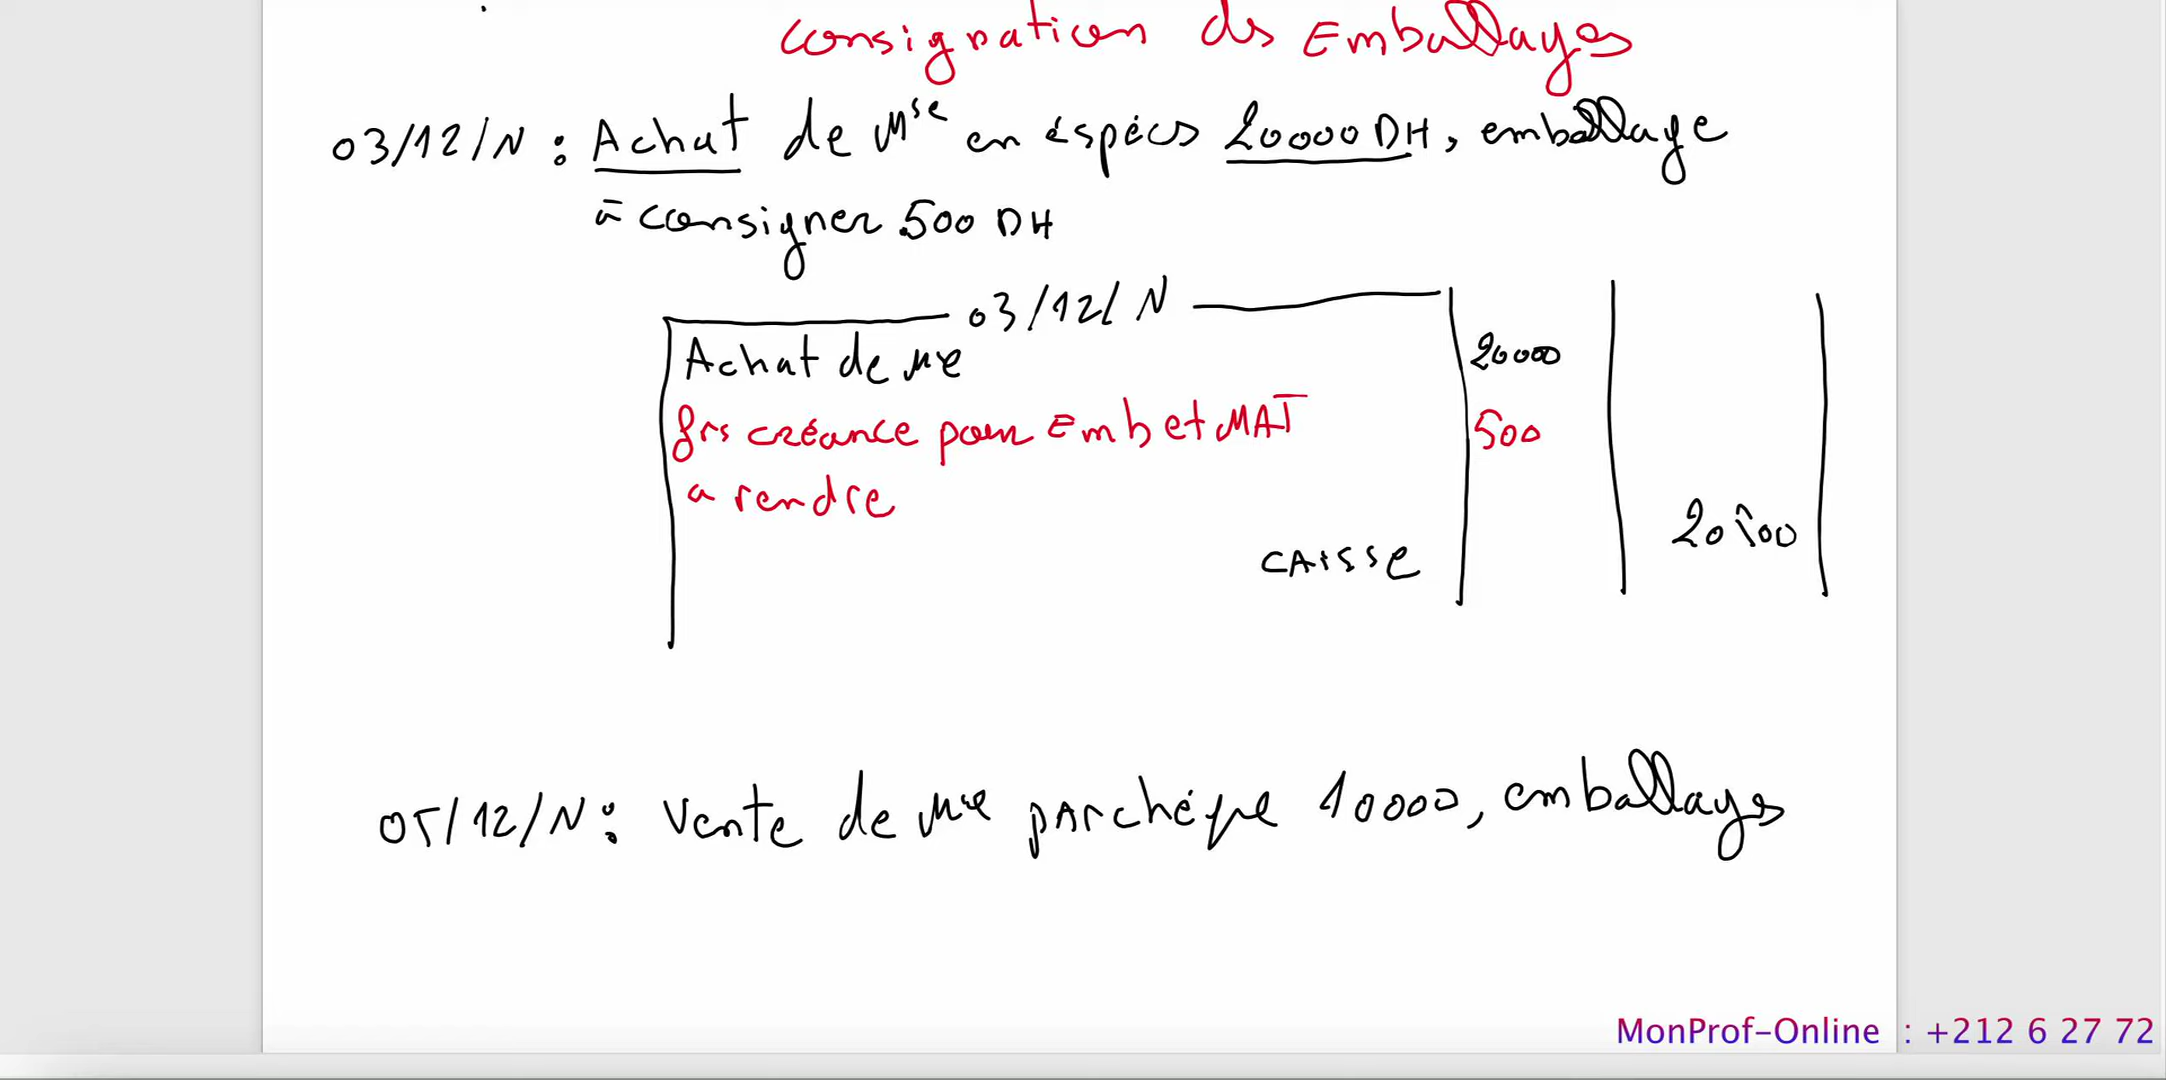 Consignation des Emballages
03/12/N : Achat de Mse en éspécs 20000 DH, emballage
à consigner 500 DH
03/12/N
Achat de Mse 20000
frs créance pour Emb et MAT 500
a rendre
CAISSE 20500
05/12/N : Vente de Mse par chéque 10000, emballages
MonProf-Online : +212 6 27 72